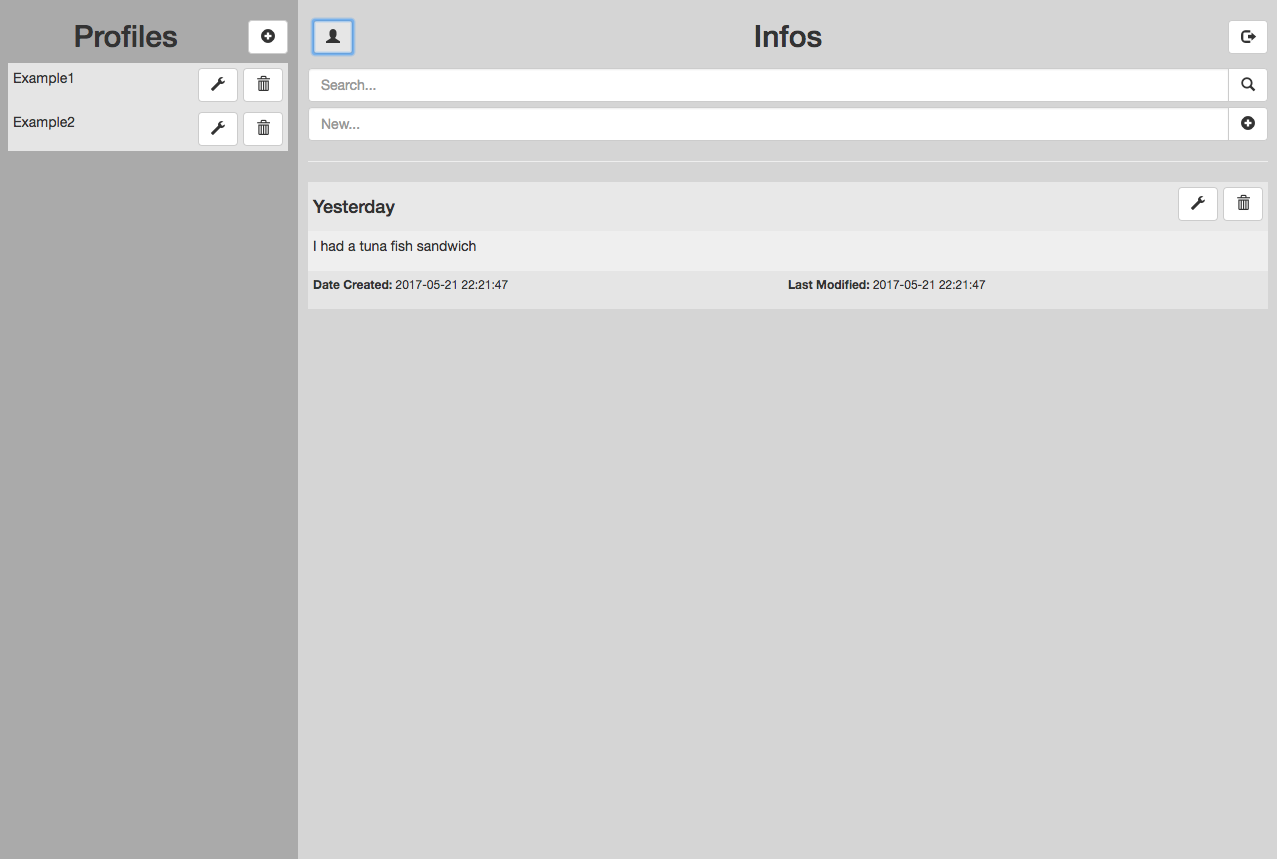 Profiles
Example1
Example2
Infos
Search...
New...
Yesterday
I had a tuna fish sandwich
Date Created: 2017-05-21 22:21:47
Last Modified: 2017-05-21 22:21:47